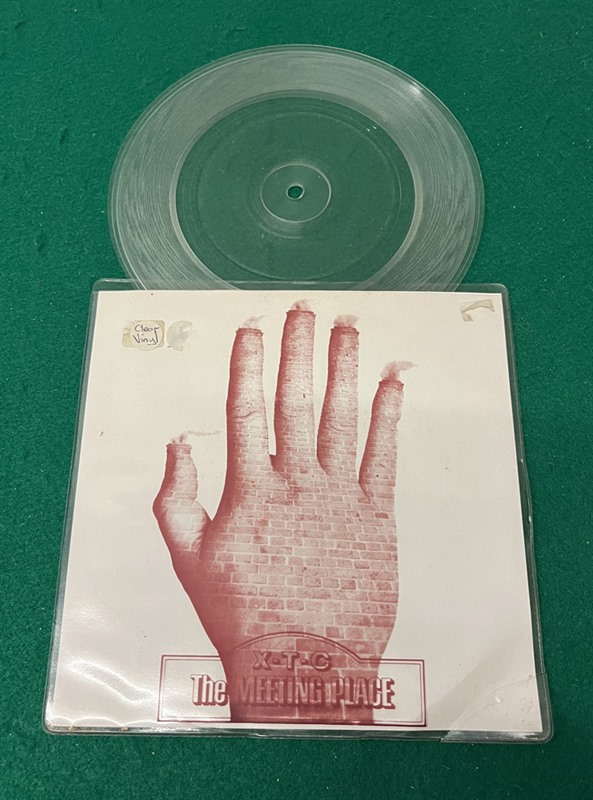 Clear
Vinyl
X·T·C
The MEETING PLACE